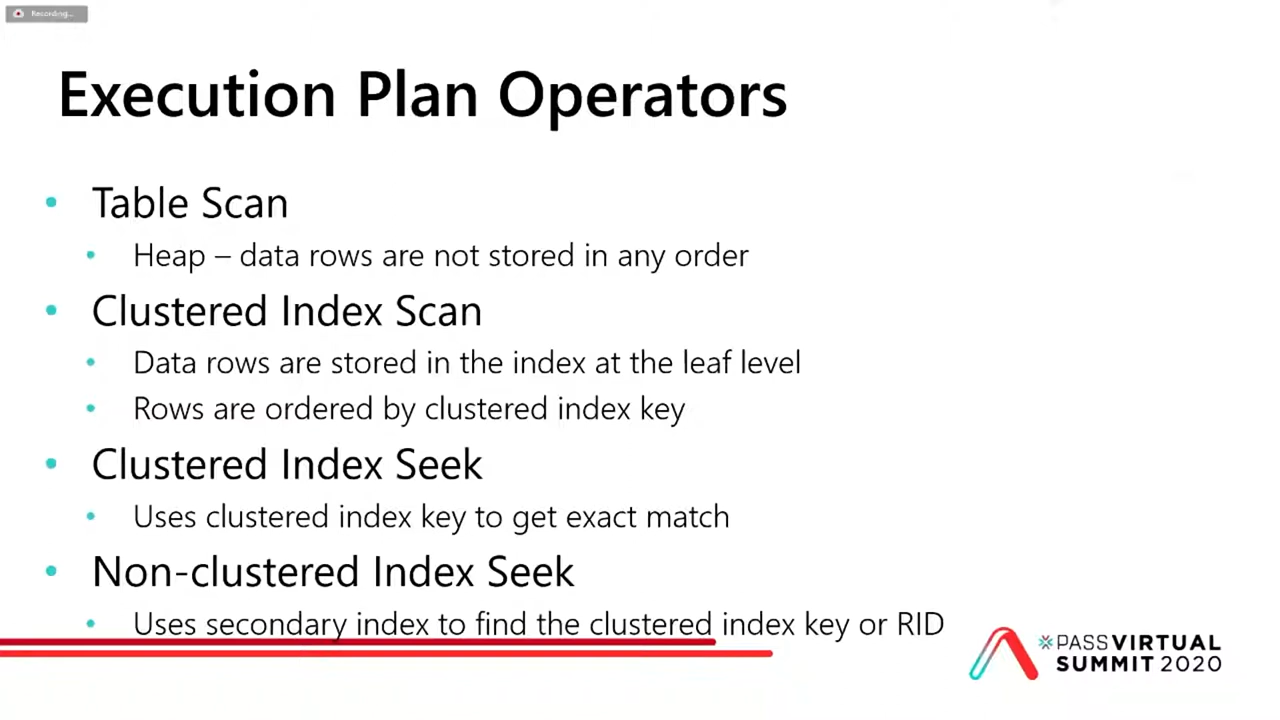 Recording...
Execution Plan Operators
• Table Scan
• Heap – data rows are not stored in any order
• Clustered Index Scan
• Data rows are stored in the index at the leaf level
• Rows are ordered by clustered index key
• Clustered Index Seek
• Uses clustered index key to get exact match
• Non-clustered Index Seek
• Uses secondary index to find the clustered index key or RID
PASS VIRTUAL
SUMMIT 2020